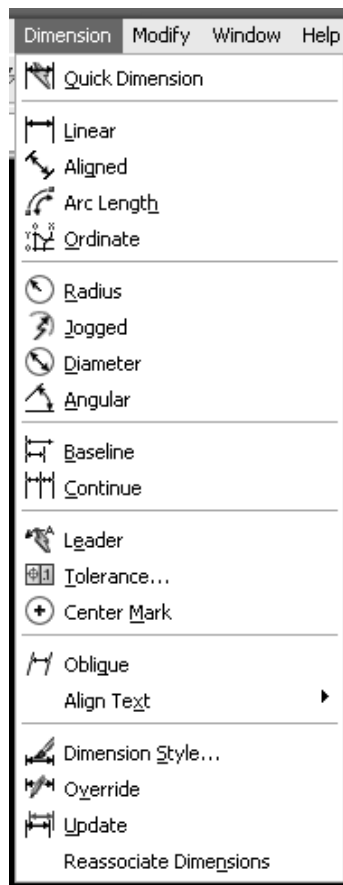 Dimension Modify Window Help
Quick Dimension
Linear
Aligned
Arc Length
Ordinate
Radius
Jogged
Diameter
Angular
Baseline
Continue
Leader
Tolerance...
Center Mark
Oblique
Align Text
Dimension Style...
Override
Update
Reassociate Dimensions